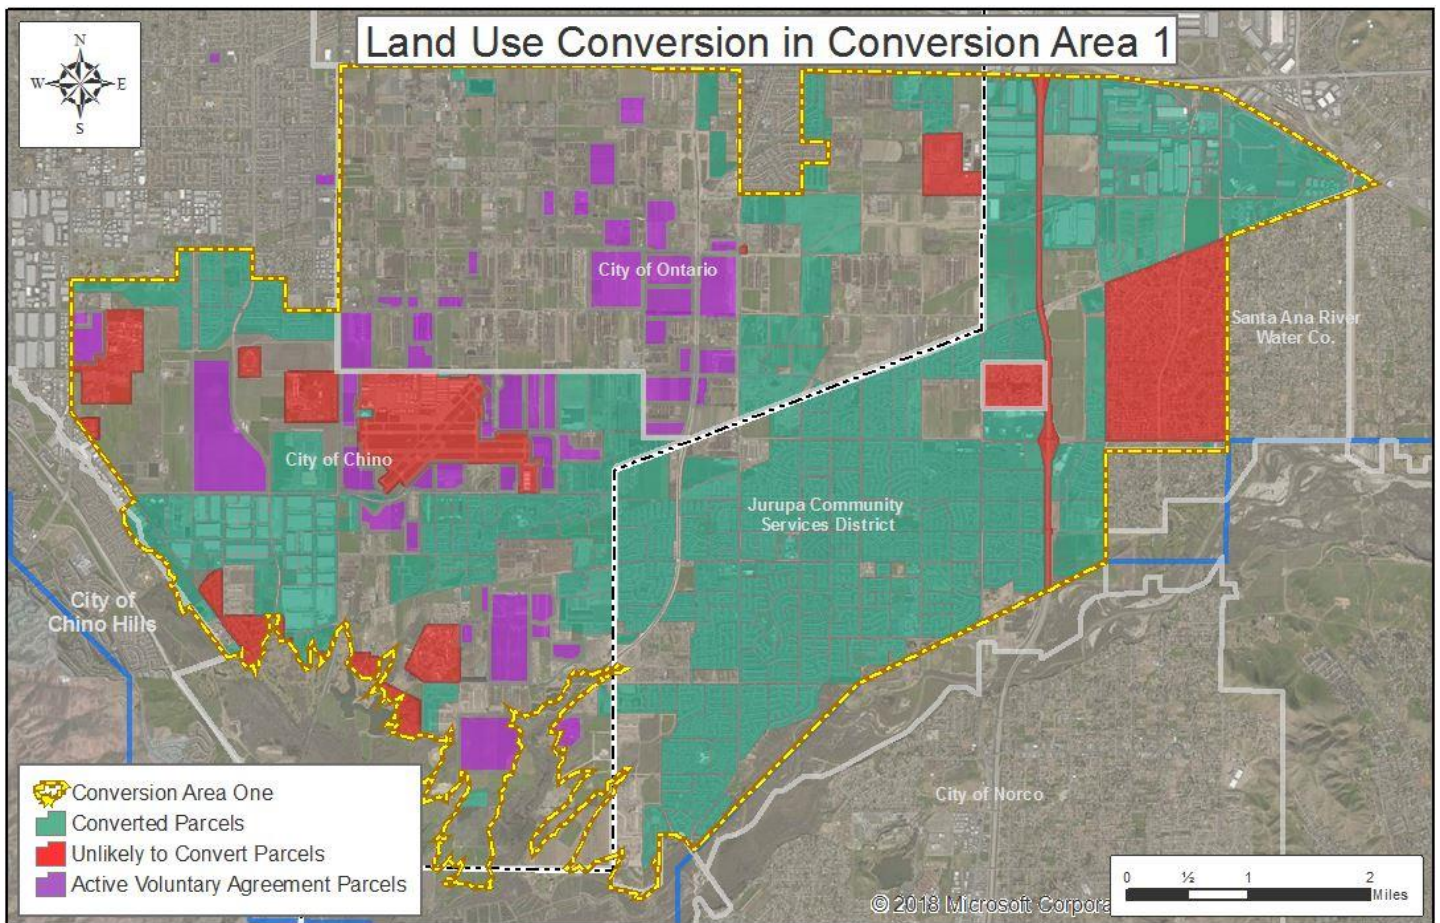 Land Use Conversion in Conversion Area 1
N
W
E
S
City of Ontario
Santa Ana River
Water Co.
City of Chino
Jurupa Community
Services District
City of
Chino Hills
City of Norco
Conversion Area One
Converted Parcels
Unlikely to Convert Parcels
Active Voluntary Agreement Parcels
0 ½ 1 2
Miles
© 2018 Microsoft Corpora